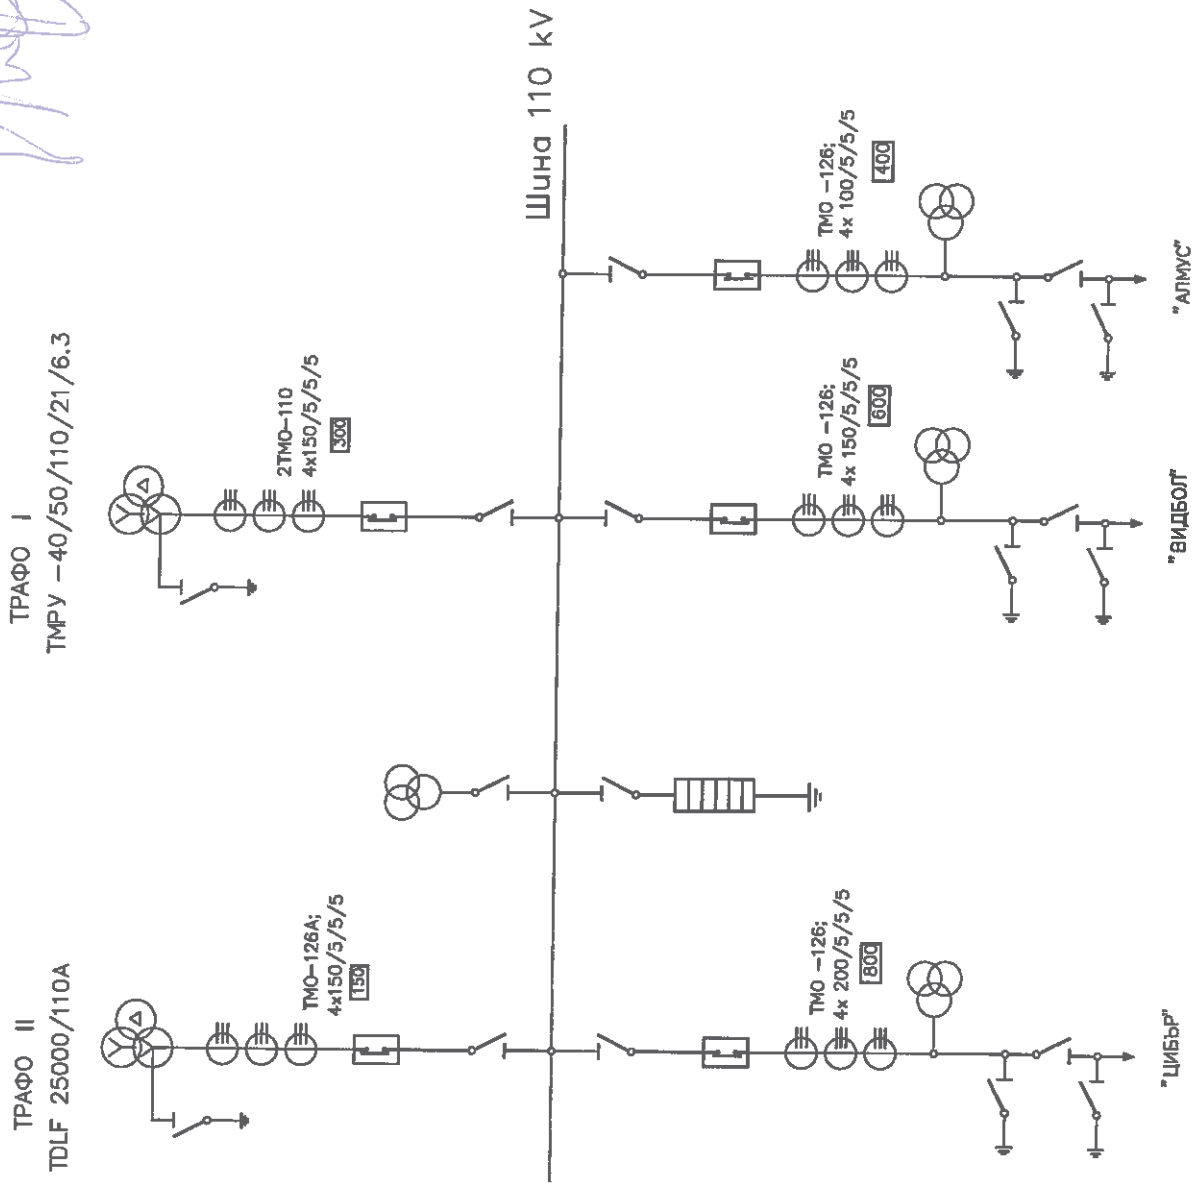 ТРАФО II
TDLF 25000/110A
ТРАФО I
ТМРУ -40/50/110/21/6.3
ТМО-126А;
4x150/5/5/5
150
2ТМО-110
4x150/5/5/5
300
Шина 110 kV
ТМО -126;
4x 200/5/5/5
800
ТМО -126;
4x 150/5/5/5
600
ТМО -126;
4x 100/5/5/5
400
"ЦИБЪР"
"ВИДБОЛ"
"АЛМУС"